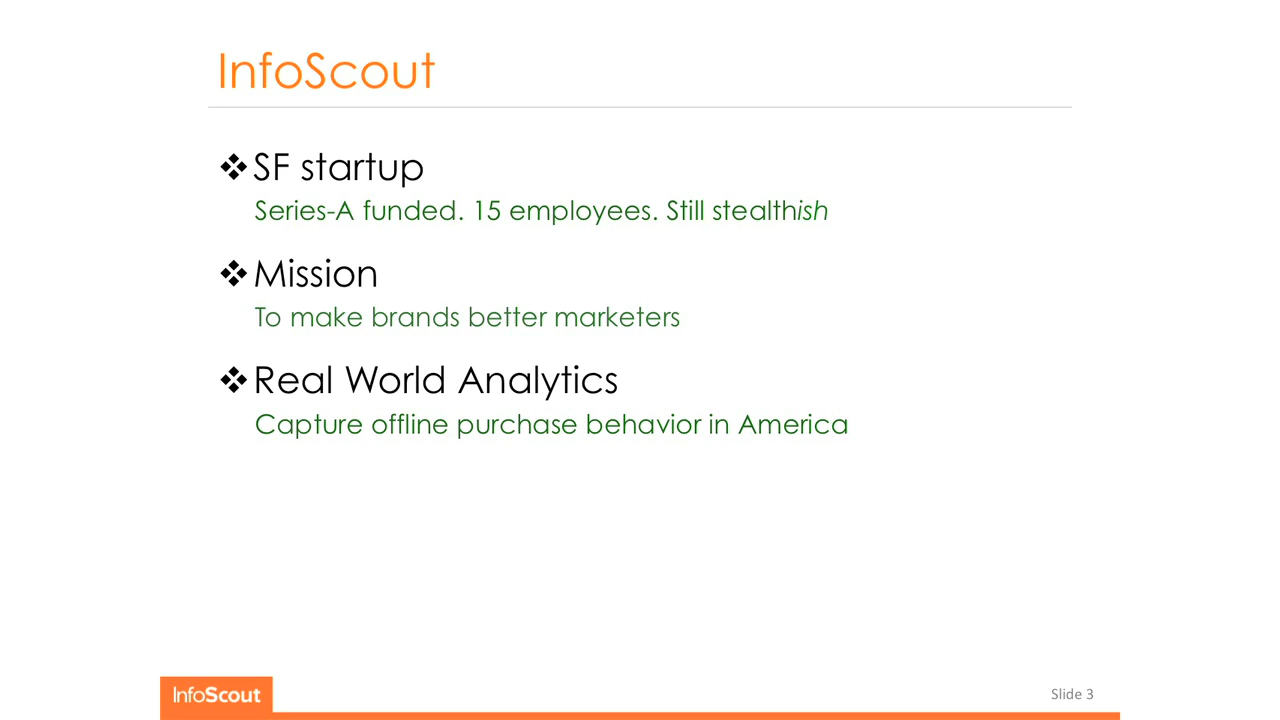 InfoScout
❖SF startup
Series-A funded. 15 employees. Still stealthish
❖Mission
To make brands better marketers
❖Real World Analytics
Capture offline purchase behavior in America
InfoScout
Slide 3